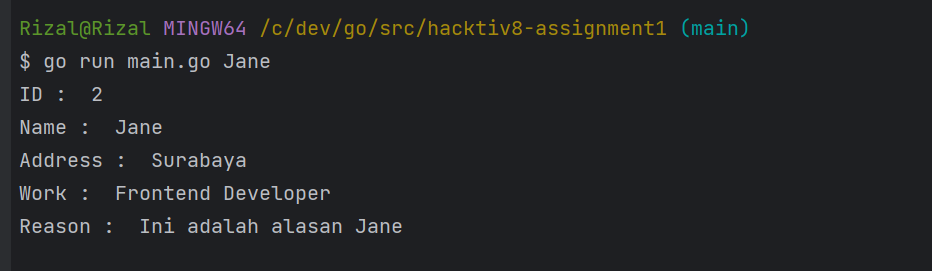 Rizal@Rizal MINGW64 /c/dev/go/src/hacktiv8-assignment1 (main)
$ go run main.go Jane
ID :  2
Name :  Jane
Address :  Surabaya
Work :  Frontend Developer
Reason :  Ini adalah alasan Jane